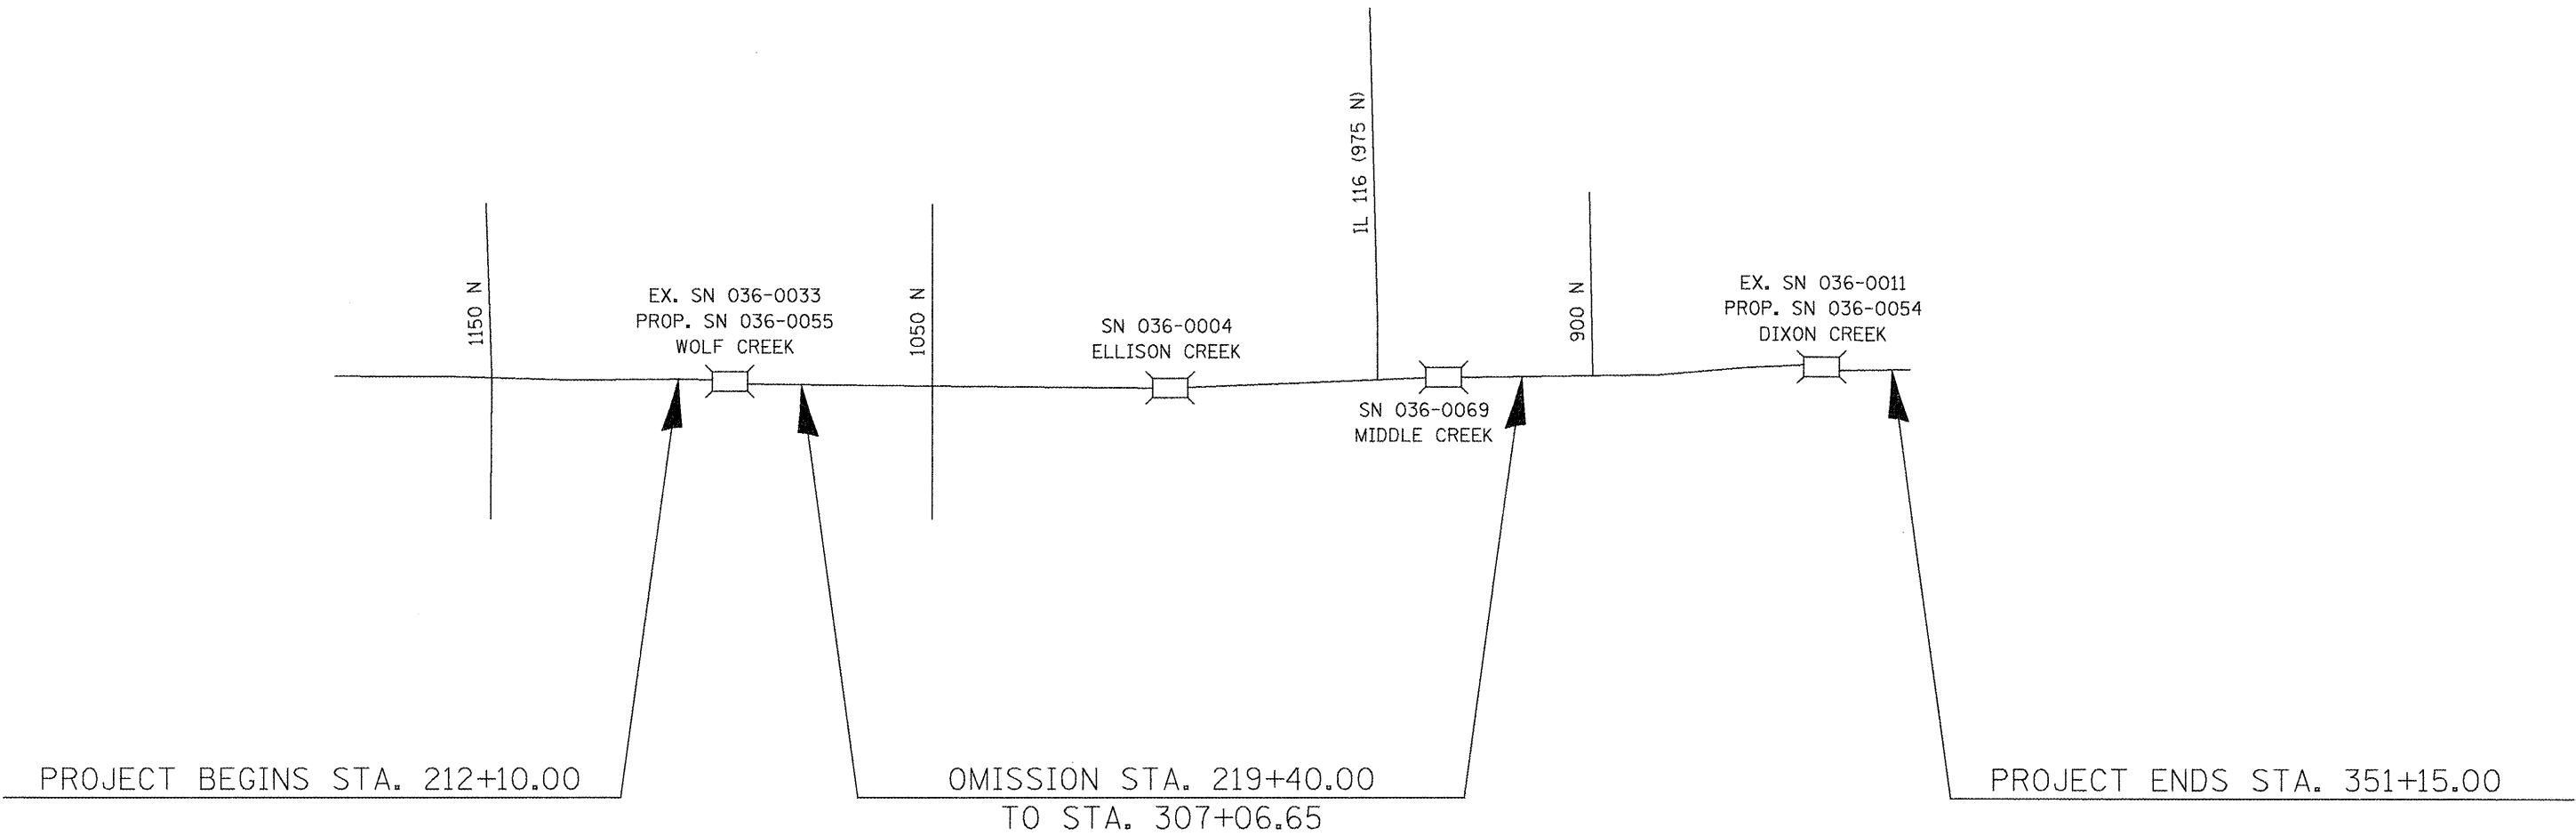 IL 116 (975 N)
1150 N
EX. SN 036-0033
PROP. SN 036-0055
WOLF CREEK
1050 N
SN 036-0004
ELLISON CREEK
SN 036-0069
MIDDLE CREEK
900 N
EX. SN 036-0011
PROP. SN 036-0054
DIXON CREEK
PROJECT BEGINS STA. 212+10.00
OMISSION STA. 219+40.00
TO STA. 307+06.65
PROJECT ENDS STA. 351+15.00